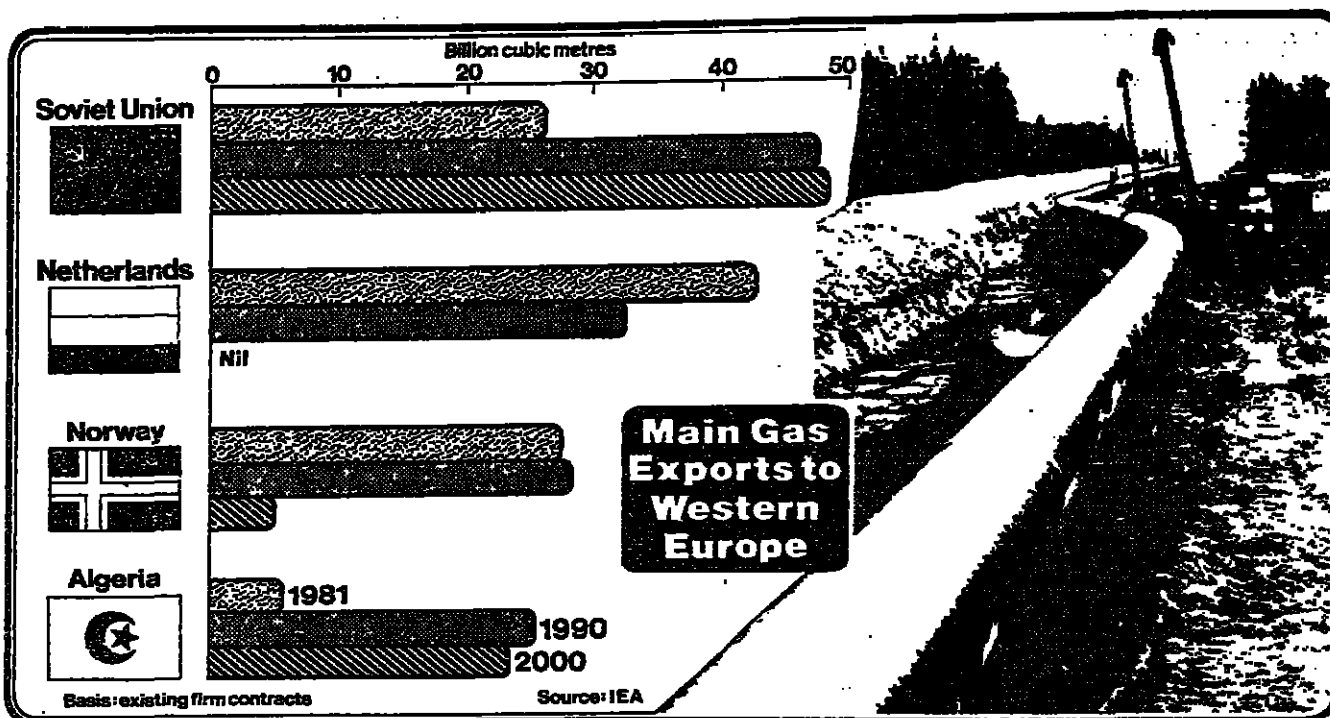 Billion cubic metres
0 10 20 30 40 50
Soviet Union
Netherlands
Nil
Norway
Main Gas
Exports to
Western
Europe
Algeria
1981
1990
2000
Basis: existing firm contracts
Source: IEA